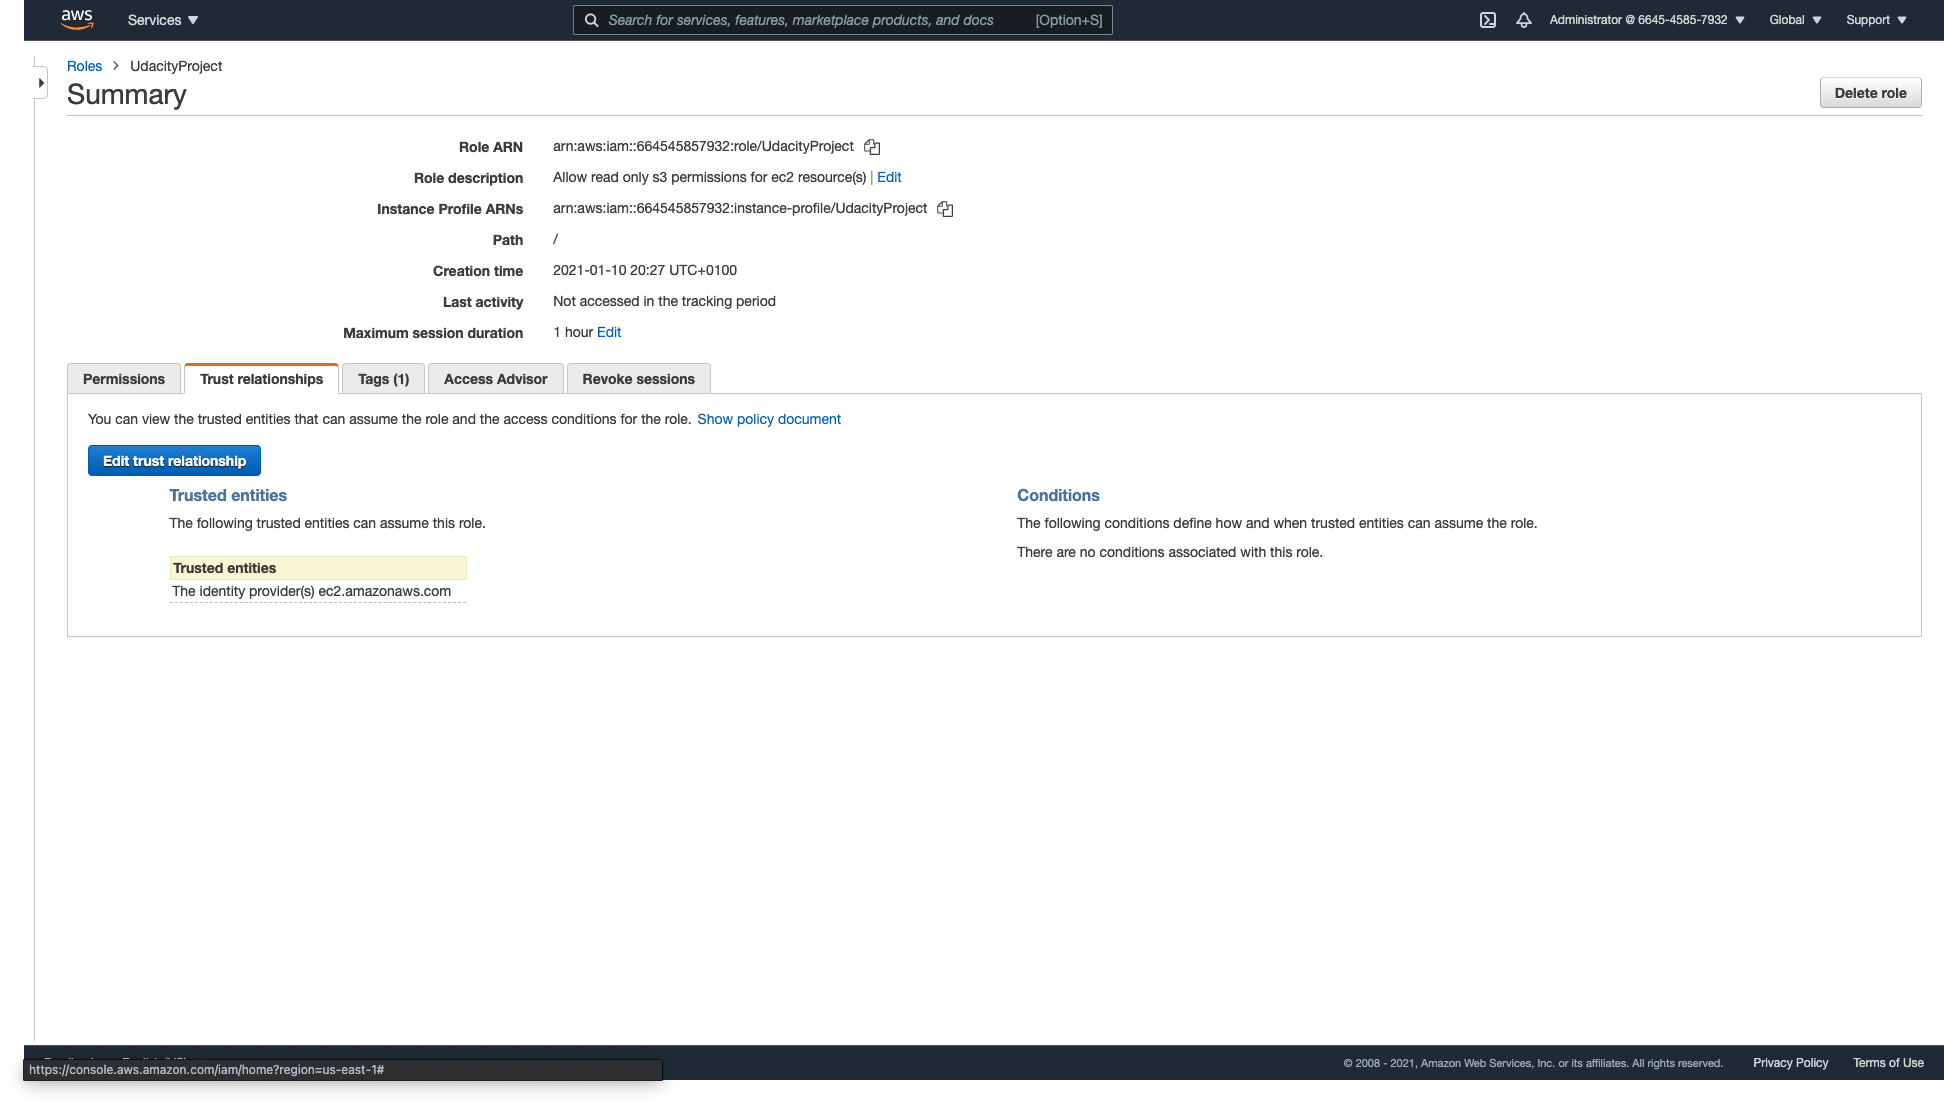 aws
Services
Search for services, features, marketplace products, and docs [Option+S]
Administrator @ 6645-4585-7932
Global
Support
Roles > UdacityProject
Summary
Delete role
Role ARN arn:aws:iam::664545857932:role/UdacityProject
Role description Allow read only s3 permissions for ec2 resource(s) | Edit
Instance Profile ARNs arn:aws:iam::664545857932:instance-profile/UdacityProject
Path /
Creation time 2021-01-10 20:27 UTC+0100
Last activity Not accessed in the tracking period
Maximum session duration 1 hour Edit
Permissions
Trust relationships
Tags (1)
Access Advisor
Revoke sessions
You can view the trusted entities that can assume the role and the access conditions for the role. Show policy document
Edit trust relationship
Trusted entities
The following trusted entities can assume this role.
Trusted entities
The identity provider(s) ec2.amazonaws.com
Conditions
The following conditions define how and when trusted entities can assume the role.
There are no conditions associated with this role.
https://console.aws.amazon.com/iam/home?region=us-east-1#
© 2008 - 2021, Amazon Web Services, Inc. or its affiliates. All rights reserved.
Privacy Policy
Terms of Use